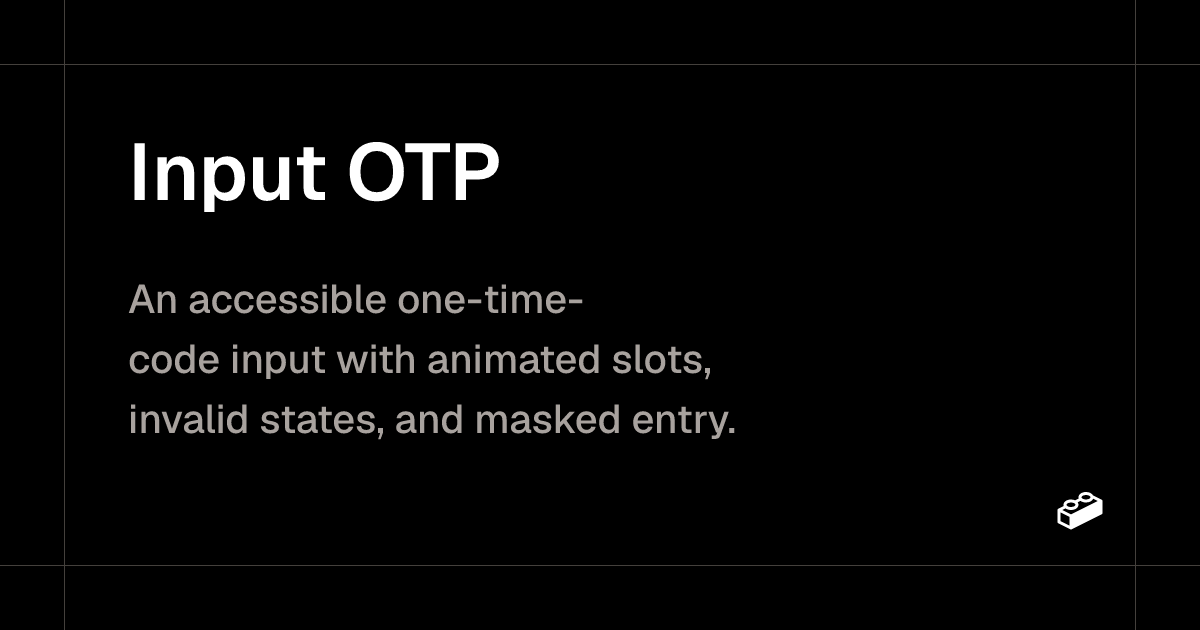 Input OTP
An accessible one-time-
code input with animated slots,
invalid states, and masked entry.